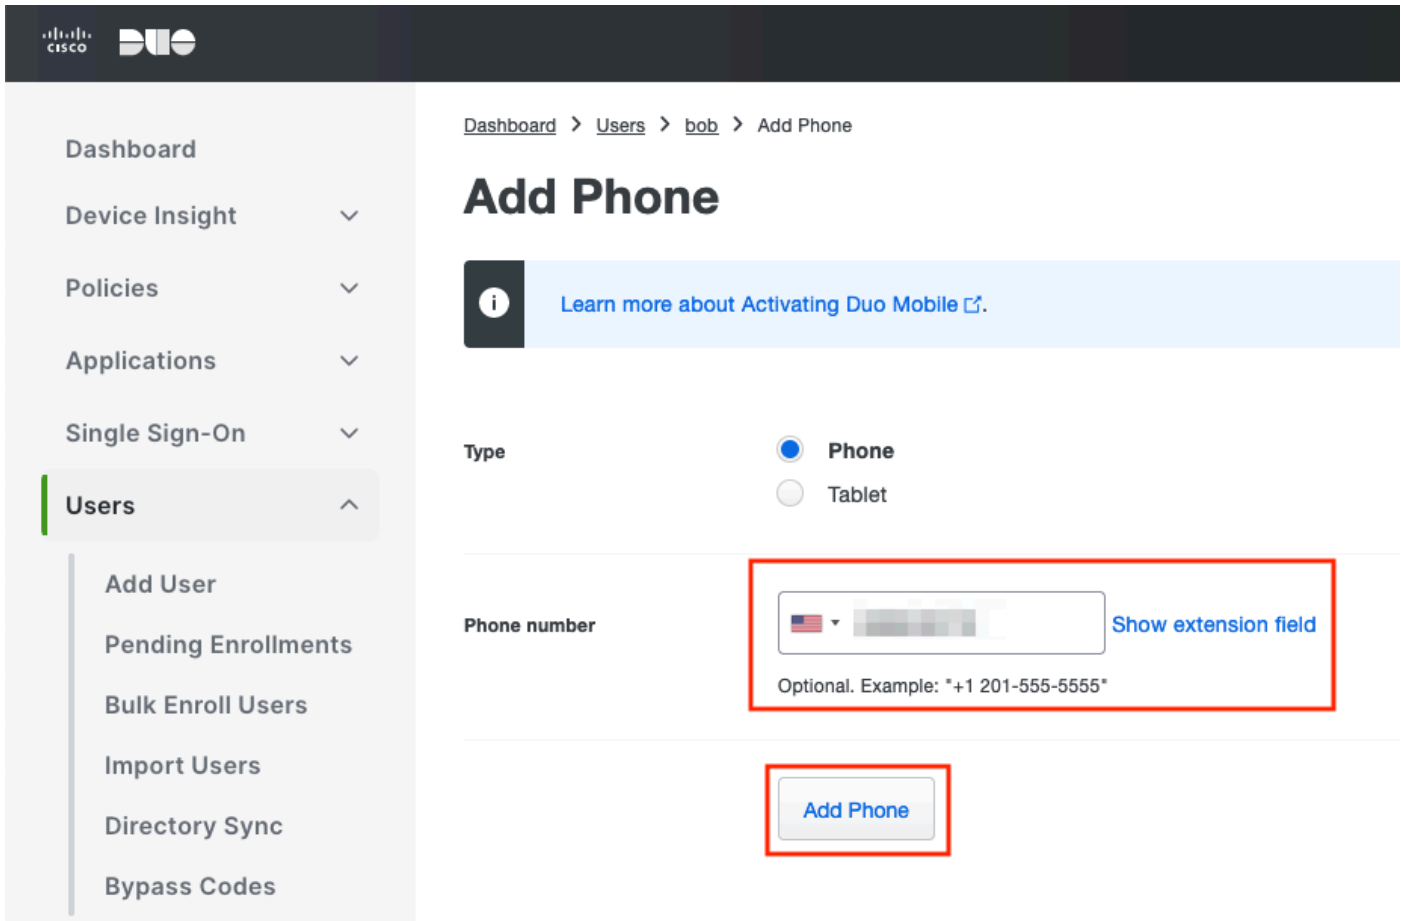 cisco DUO
Dashboard
Device Insight
Policies
Applications
Single Sign-On
Users
Add User
Pending Enrollments
Bulk Enroll Users
Import Users
Directory Sync
Bypass Codes
Dashboard > Users > bob > Add Phone
Add Phone
Learn more about Activating Duo Mobile.
Type
Phone
Tablet
Phone number
Show extension field
Optional. Example: "+1 201-555-5555"
Add Phone